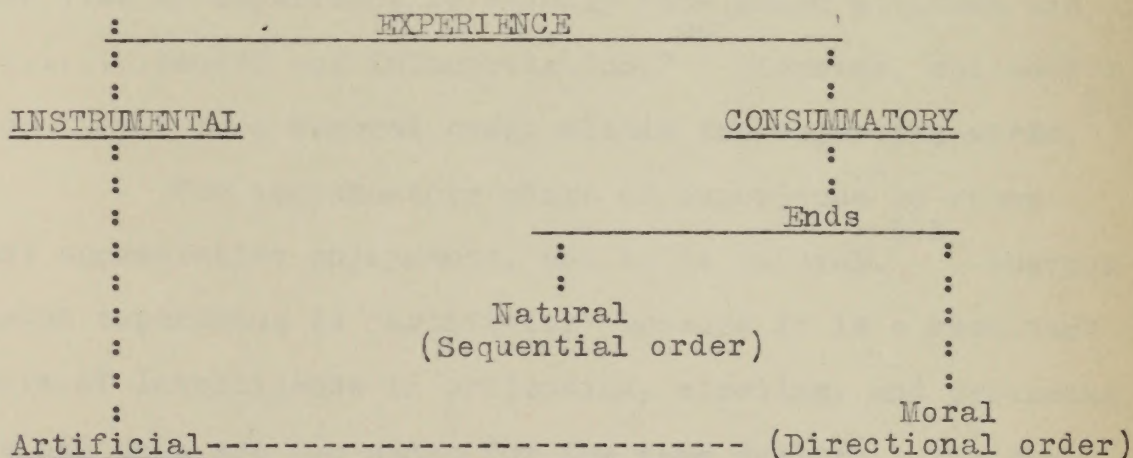 EXPERIENCE
INSTRUMENTAL CONSUMMATORY
Ends
Natural
(Sequential order)
Moral
Artificial------------------------------ (Directional order)